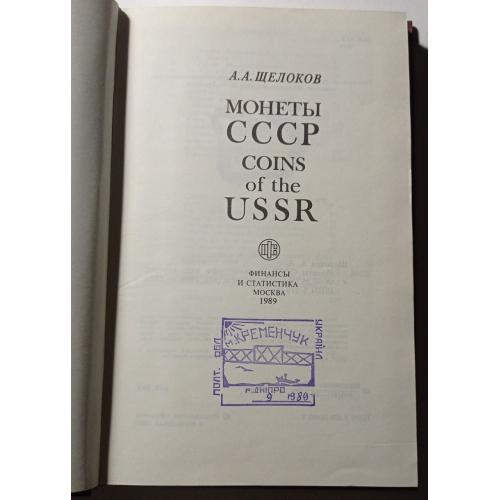 А.А. ЩЕЛОКОВ
МОНЕТЫ
СССР
COINS
of the
USSR
ФИНАНСЫ
И СТАТИСТИКА
МОСКВА
1989
м. КРЕМЕНЧУК
ПОЛТ. ОБЛ
УКРАЇНА
р. ДНІПРО
9 1989